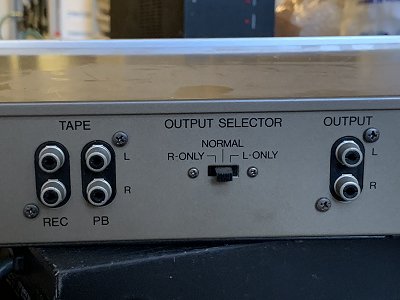 TAPE
OUTPUT SELECTOR
OUTPUT
NORMAL
R-ONLY
L-ONLY
L
R
REC
PB
L
R